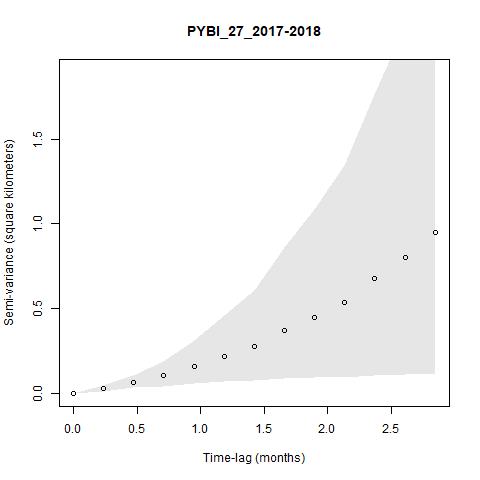 PYBI_27_2017-2018
Semi-variance (square kilometers)
1.5
1.0
0.5
0.0
0.0 0.5 1.0 1.5 2.0 2.5
Time-lag (months)